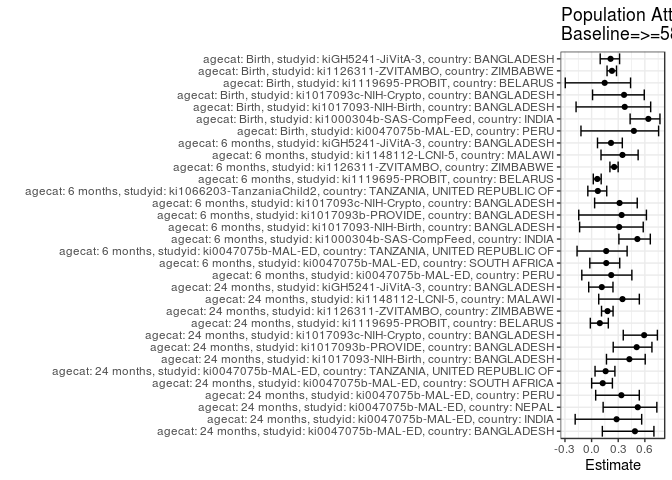 Population Att
Baseline=>=58
agecat: Birth, studyid: kiGH5241-JiVitA-3, country: BANGLADESH
agecat: Birth, studyid: ki1126311-ZVITAMBO, country: ZIMBABWE
agecat: Birth, studyid: ki1119695-PROBIT, country: BELARUS
agecat: Birth, studyid: ki1017093c-NIH-Crypto, country: BANGLADESH
agecat: Birth, studyid: ki1017093-NIH-Birth, country: BANGLADESH
agecat: Birth, studyid: ki1000304b-SAS-CompFeed, country: INDIA
agecat: Birth, studyid: ki0047075b-MAL-ED, country: PERU
agecat: 6 months, studyid: kiGH5241-JiVitA-3, country: BANGLADESH
agecat: 6 months, studyid: ki1148112-LCNI-5, country: MALAWI
agecat: 6 months, studyid: ki1126311-ZVITAMBO, country: ZIMBABWE
agecat: 6 months, studyid: ki1119695-PROBIT, country: BELARUS
agecat: 6 months, studyid: ki1066203-TanzaniaChild2, country: TANZANIA, UNITED REPUBLIC OF
agecat: 6 months, studyid: ki1017093c-NIH-Crypto, country: BANGLADESH
agecat: 6 months, studyid: ki1017093b-PROVIDE, country: BANGLADESH
agecat: 6 months, studyid: ki1017093-NIH-Birth, country: BANGLADESH
agecat: 6 months, studyid: ki1000304b-SAS-CompFeed, country: INDIA
agecat: 6 months, studyid: ki0047075b-MAL-ED, country: TANZANIA, UNITED REPUBLIC OF
agecat: 6 months, studyid: ki0047075b-MAL-ED, country: SOUTH AFRICA
agecat: 6 months, studyid: ki0047075b-MAL-ED, country: PERU
agecat: 24 months, studyid: kiGH5241-JiVitA-3, country: BANGLADESH
agecat: 24 months, studyid: ki1148112-LCNI-5, country: MALAWI
agecat: 24 months, studyid: ki1126311-ZVITAMBO, country: ZIMBABWE
agecat: 24 months, studyid: ki1119695-PROBIT, country: BELARUS
agecat: 24 months, studyid: ki1017093c-NIH-Crypto, country: BANGLADESH
agecat: 24 months, studyid: ki1017093b-PROVIDE, country: BANGLADESH
agecat: 24 months, studyid: ki1017093-NIH-Birth, country: BANGLADESH
agecat: 24 months, studyid: ki0047075b-MAL-ED, country: TANZANIA, UNITED REPUBLIC OF
agecat: 24 months, studyid: ki0047075b-MAL-ED, country: SOUTH AFRICA
agecat: 24 months, studyid: ki0047075b-MAL-ED, country: PERU
agecat: 24 months, studyid: ki0047075b-MAL-ED, country: NEPAL
agecat: 24 months, studyid: ki0047075b-MAL-ED, country: INDIA
agecat: 24 months, studyid: ki0047075b-MAL-ED, country: BANGLADESH
-0.3 0.0 0.3 0.6
Estimate